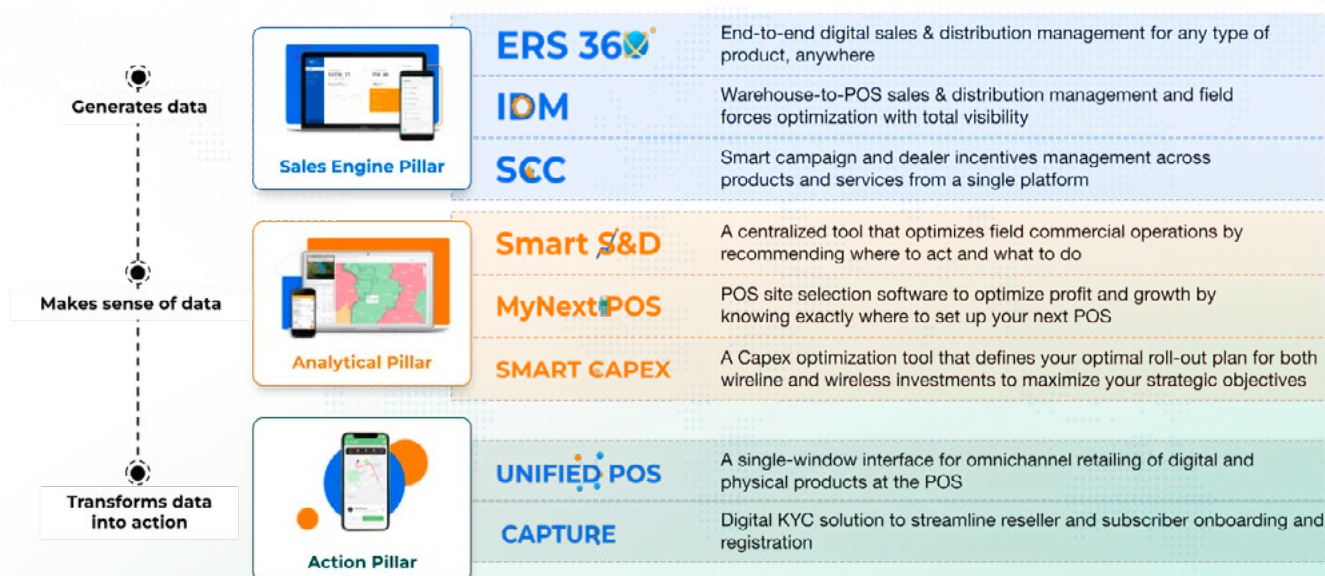 Generates data
Sales Engine Pillar
ERS 360
End-to-end digital sales & distribution management for any type of
product, anywhere
IDM
Warehouse-to-POS sales & distribution management and field
forces optimization with total visibility
SCC
Smart campaign and dealer incentives management across
products and services from a single platform
Makes sense of data
Analytical Pillar
Smart S&D
A centralized tool that optimizes field commercial operations by
recommending where to act and what to do
MyNext POS
POS site selection software to optimize profit and growth by
knowing exactly where to set up your next POS
SMART CAPEX
A Capex optimization tool that defines your optimal roll-out plan for both
wireline and wireless investments to maximize your strategic objectives
Transforms data
into action
Action Pillar
UNIFIED POS
A single-window interface for omnichannel retailing of digital and
physical products at the POS
CAPTURE
Digital KYC solution to streamline reseller and subscriber onboarding and
registration